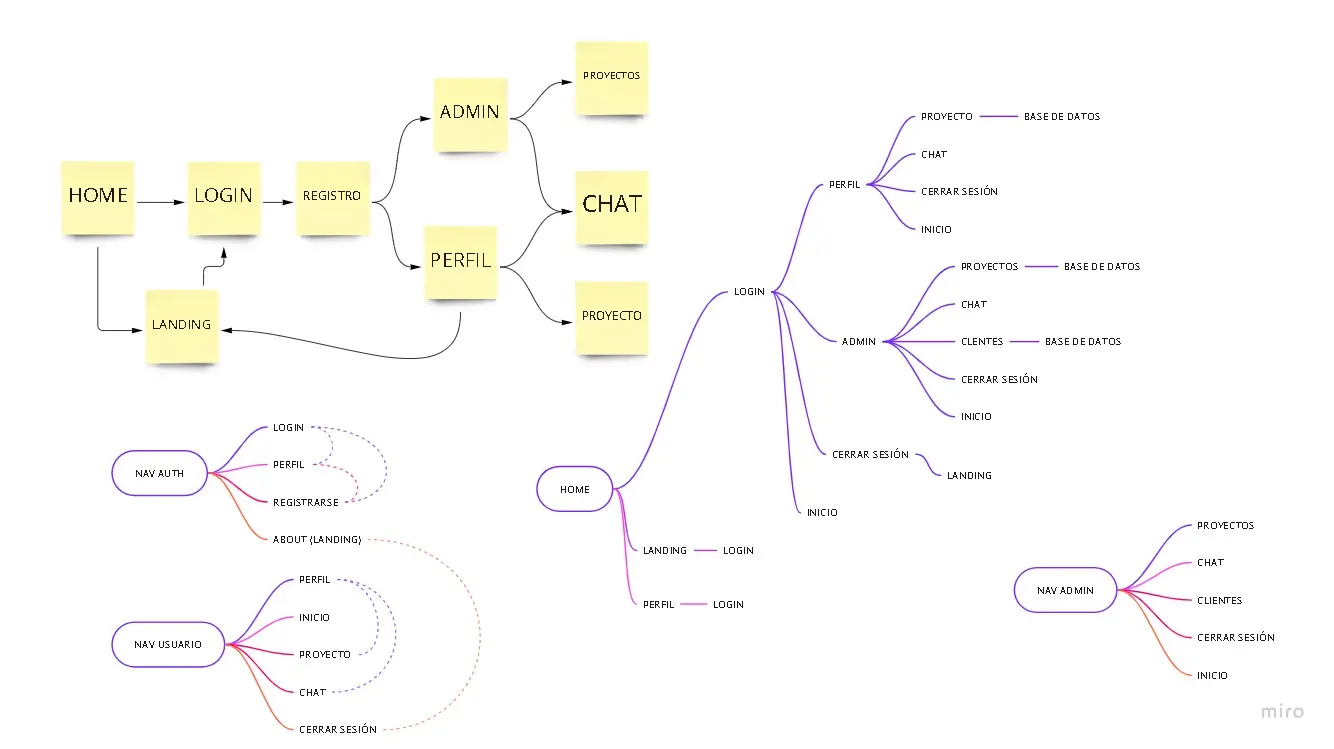 HOME
LOGIN
REGISTRO
LANDING
ADMIN
PERFIL
PROYECTOS
CHAT
PROYECTO
NAV AUTH
LOGIN
PERFIL
REGISTRARSE
ABOUT (LANDING)
NAV USUARIO
PERFIL
INICIO
PROYECTO
CHAT
CERRAR SESIÓN
HOME
LOGIN
PERFIL
PROYECTO
BASE DE DATOS
CHAT
CERRAR SESIÓN
INICIO
ADMIN
PROYECTOS
BASE DE DATOS
CHAT
CLENTES
BASE DE DATOS
CERRAR SESIÓN
INICIO
CERRAR SESIÓN
LANDING
INICIO
LANDING
LOGIN
PERFIL
LOGIN
NAV ADMIN
PROYECTOS
CHAT
CLIENTES
CERRAR SESIÓN
INICIO
miro